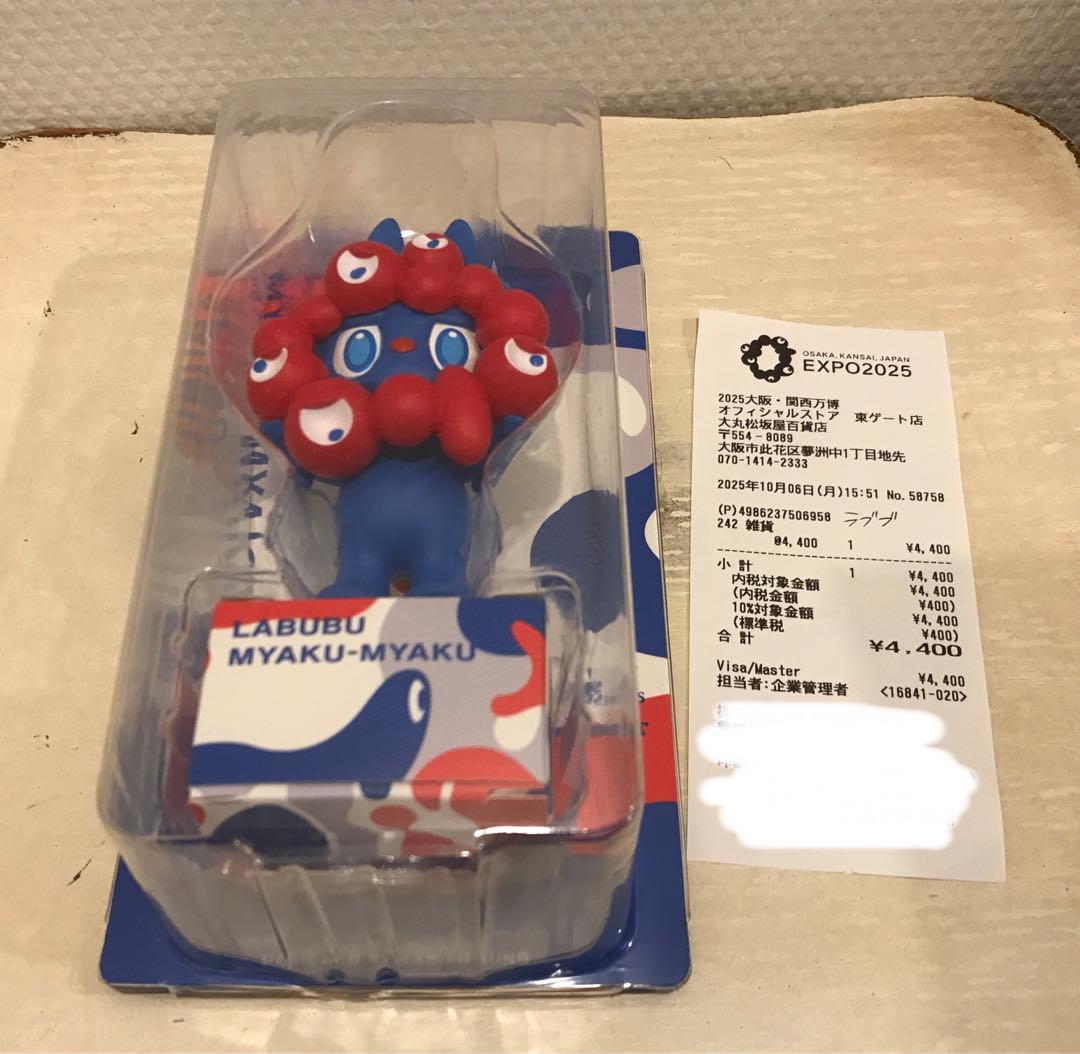 LABUBU
MYAKU-MYAKU
OSAKA, KANSAI, JAPAN
EXPO2025
2025大阪・関西万博
オフィシャルストア 東ゲート店
大丸松坂屋百貨店
〒554-8089
大阪市此花区夢洲中1丁目地先
070-1414-2333
2025年10月06日(月)15:51 No.58758
(P)4986237506958 ラブブ
242 雑貨
@4,400 1 ¥4,400
小 計 1 ¥4,400
内税対象金額 ¥4,400
(内税金額 ¥400)
10%対象金額 ¥4,400
(標準税 ¥400)
合 計 ¥4,400
Visa/Master ¥4,400
担当者:企業管理者 <16841-020>